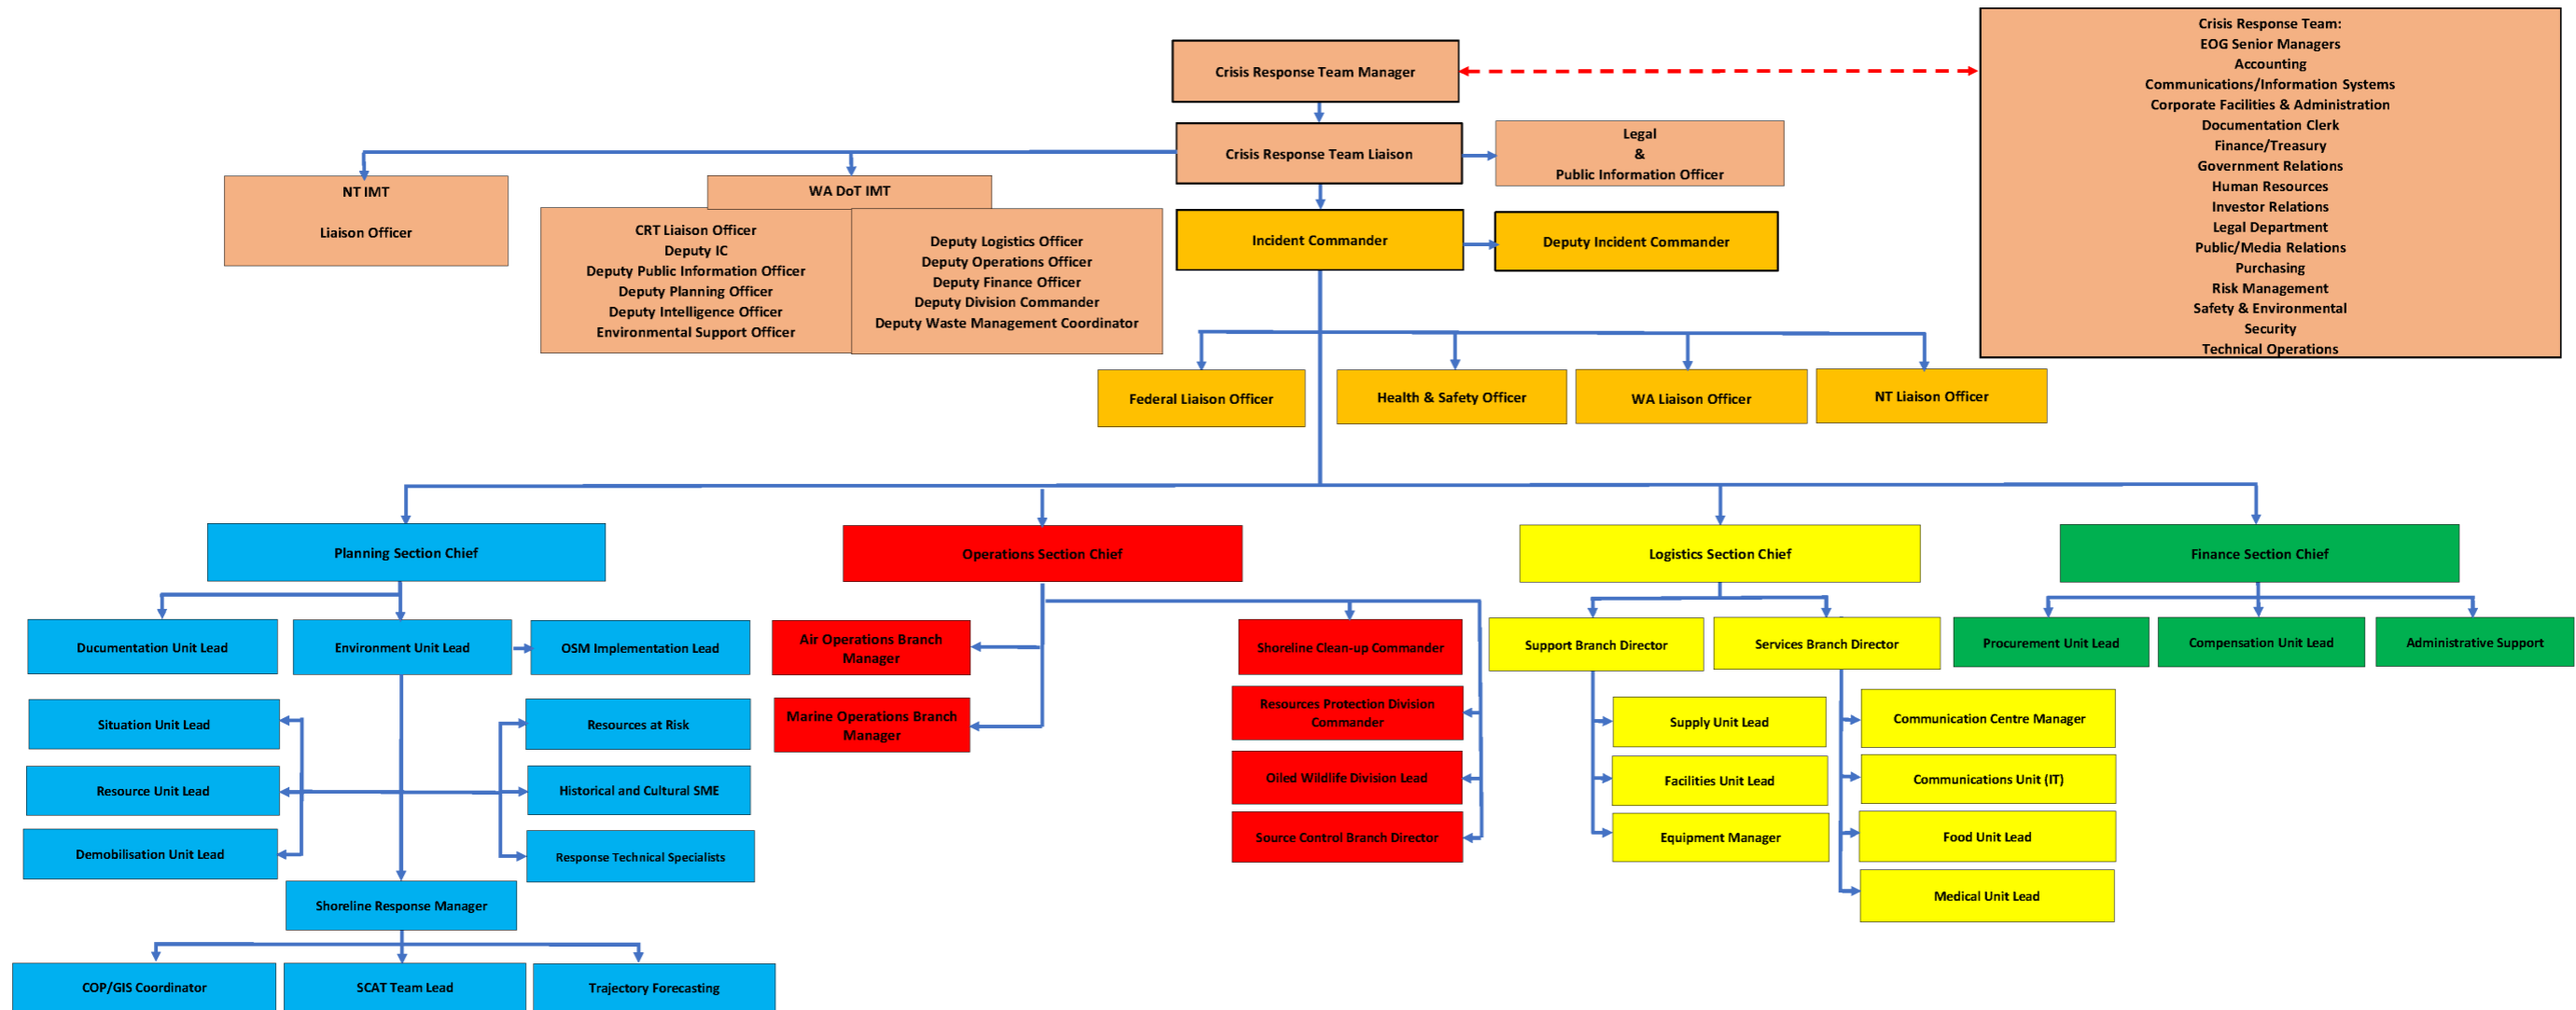 Crisis Response Team:
EOG Senior Managers
Accounting
Communications/Information Systems
Corporate Facilities & Administration
Documentation Clerk
Finance/Treasury
Government Relations
Human Resources
Investor Relations
Legal Department
Public/Media Relations
Purchasing
Risk Management
Safety & Environmental
Security
Technical Operations
Crisis Response Team Manager
Crisis Response Team Liaison
Legal
&
Public Information Officer
NT IMT
Liaison Officer
WA DoT IMT
CRT Liaison Officer
Deputy IC
Deputy Public Information Officer
Deputy Planning Officer
Deputy Intelligence Officer
Environmental Support Officer
Deputy Logistics Officer
Deputy Operations Officer
Deputy Finance Officer
Deputy Division Commander
Deputy Waste Management Coordinator
Incident Commander
Deputy Incident Commander
Federal Liaison Officer
Health & Safety Officer
WA Liaison Officer
NT Liaison Officer
Planning Section Chief
Operations Section Chief
Logistics Section Chief
Finance Section Chief
Ducumentation Unit Lead
Environment Unit Lead
OSM Implementation Lead
Situation Unit Lead
Resources at Risk
Resource Unit Lead
Historical and Cultural SME
Demobilisation Unit Lead
Response Technical Specialists
Shoreline Response Manager
COP/GIS Coordinator
SCAT Team Lead
Trajectory Forecasting
Air Operations Branch
Manager
Marine Operations Branch
Manager
Shoreline Clean-up Commander
Resources Protection Division
Commander
Oiled Wildlife Division Lead
Source Control Branch Director
Support Branch Director
Services Branch Director
Supply Unit Lead
Facilities Unit Lead
Equipment Manager
Communication Centre Manager
Communications Unit (IT)
Food Unit Lead
Medical Unit Lead
Procurement Unit Lead
Compensation Unit Lead
Administrative Support